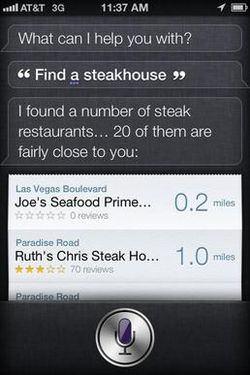 AT&T 3G 11:37 AM
What can I help you with?
“ Find a steakhouse ”
I found a number of steak
restaurants… 20 of them are
fairly close to you:
Las Vegas Boulevard
Joe's Seafood Prime… 0.2 miles
0 reviews
Paradise Road
Ruth's Chris Steak Ho… 1.0 miles
70 reviews
Paradise Road